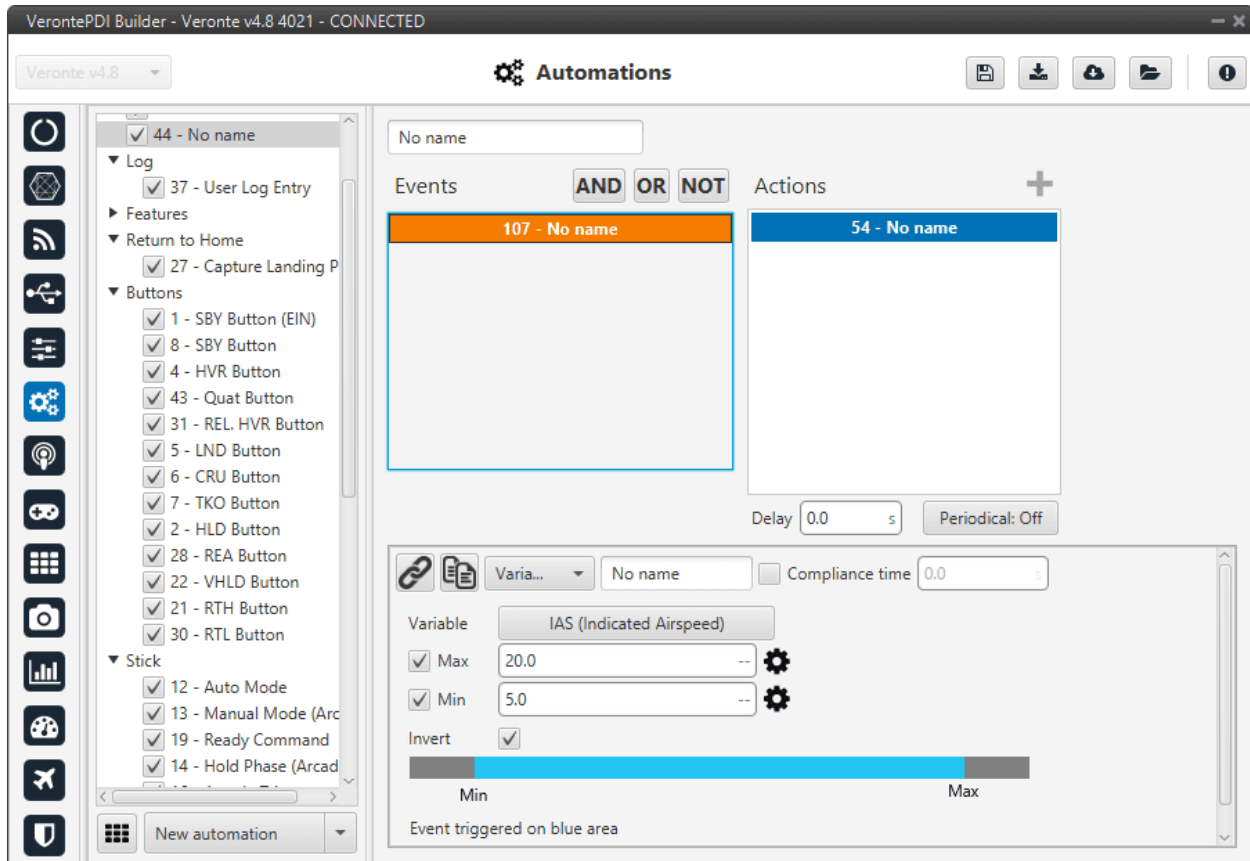 VerontePDI Builder - Veronte v4.8 4021 - CONNECTED
Veronte v4.8
Automations
44 - No name
Log
37 - User Log Entry
Features
Return to Home
27 - Capture Landing P
Buttons
1 - SBY Button (EIN)
8 - SBY Button
4 - HVR Button
43 - Quat Button
31 - REL. HVR Button
5 - LND Button
6 - CRU Button
7 - TKO Button
2 - HLD Button
28 - REA Button
22 - VHLD Button
21 - RTH Button
30 - RTL Button
Stick
12 - Auto Mode
13 - Manual Mode (Arc
19 - Ready Command
14 - Hold Phase (Arcad
New automation
No name
Events AND OR NOT
107 - No name
Actions
54 - No name
Delay 0.0 s Periodical: Off
Varia... No name Compliance time 0.0 s
Variable IAS (Indicated Airspeed)
Max 20.0 --
Min 5.0 --
Invert
Min Max
Event triggered on blue area